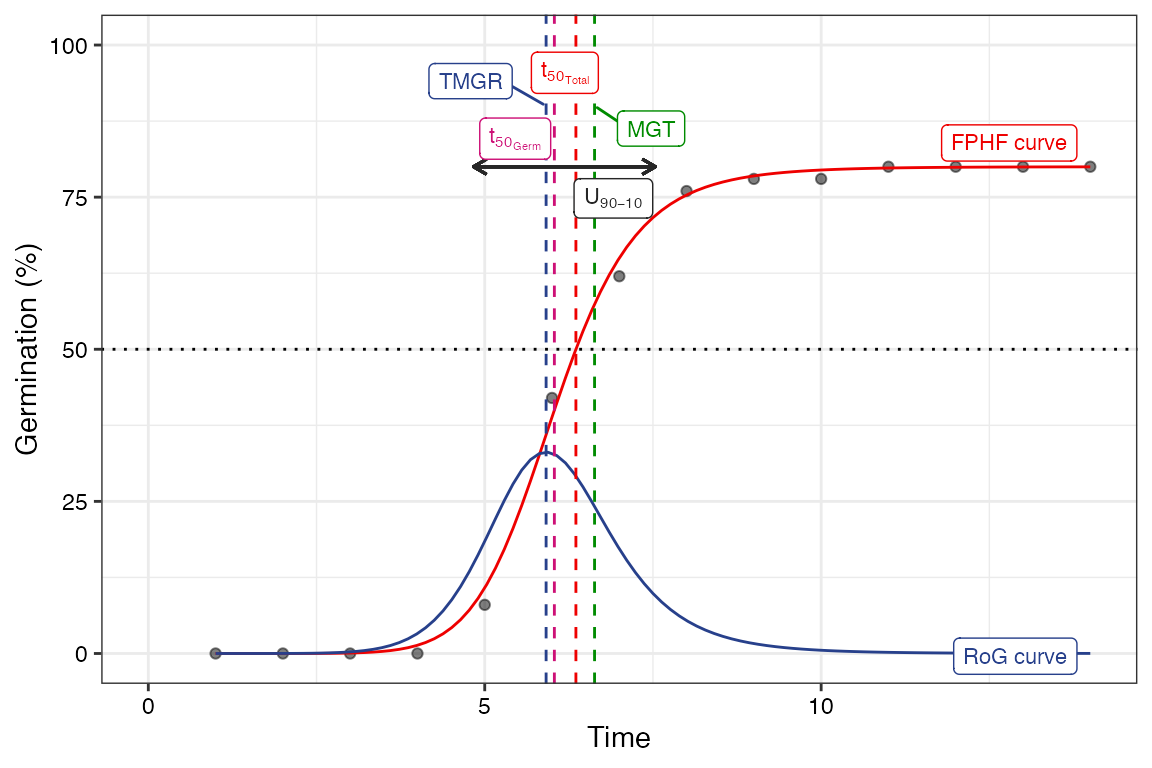 100
75
50
25
0
Germination (%)
TMGR
t50Total
t50Germ
MGT
FPHF curve
U90−10
RoG curve
0
5
10
Time